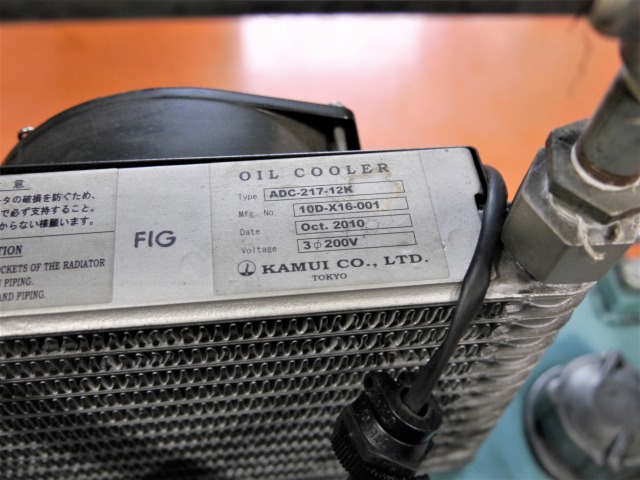 意
ータの破損を防ぐため、
で必ず支持すること。
からない様願います。
TION
OCKETS OF THE RADIATOR
N PIPING.
AND PIPING.
FIG
OIL COOLER
Type ADC-217-12K
Mfg. No. 10D-X16-001
Date Oct. 2010
Voltage 3φ200V
KAMUI CO., LTD.
TOKYO